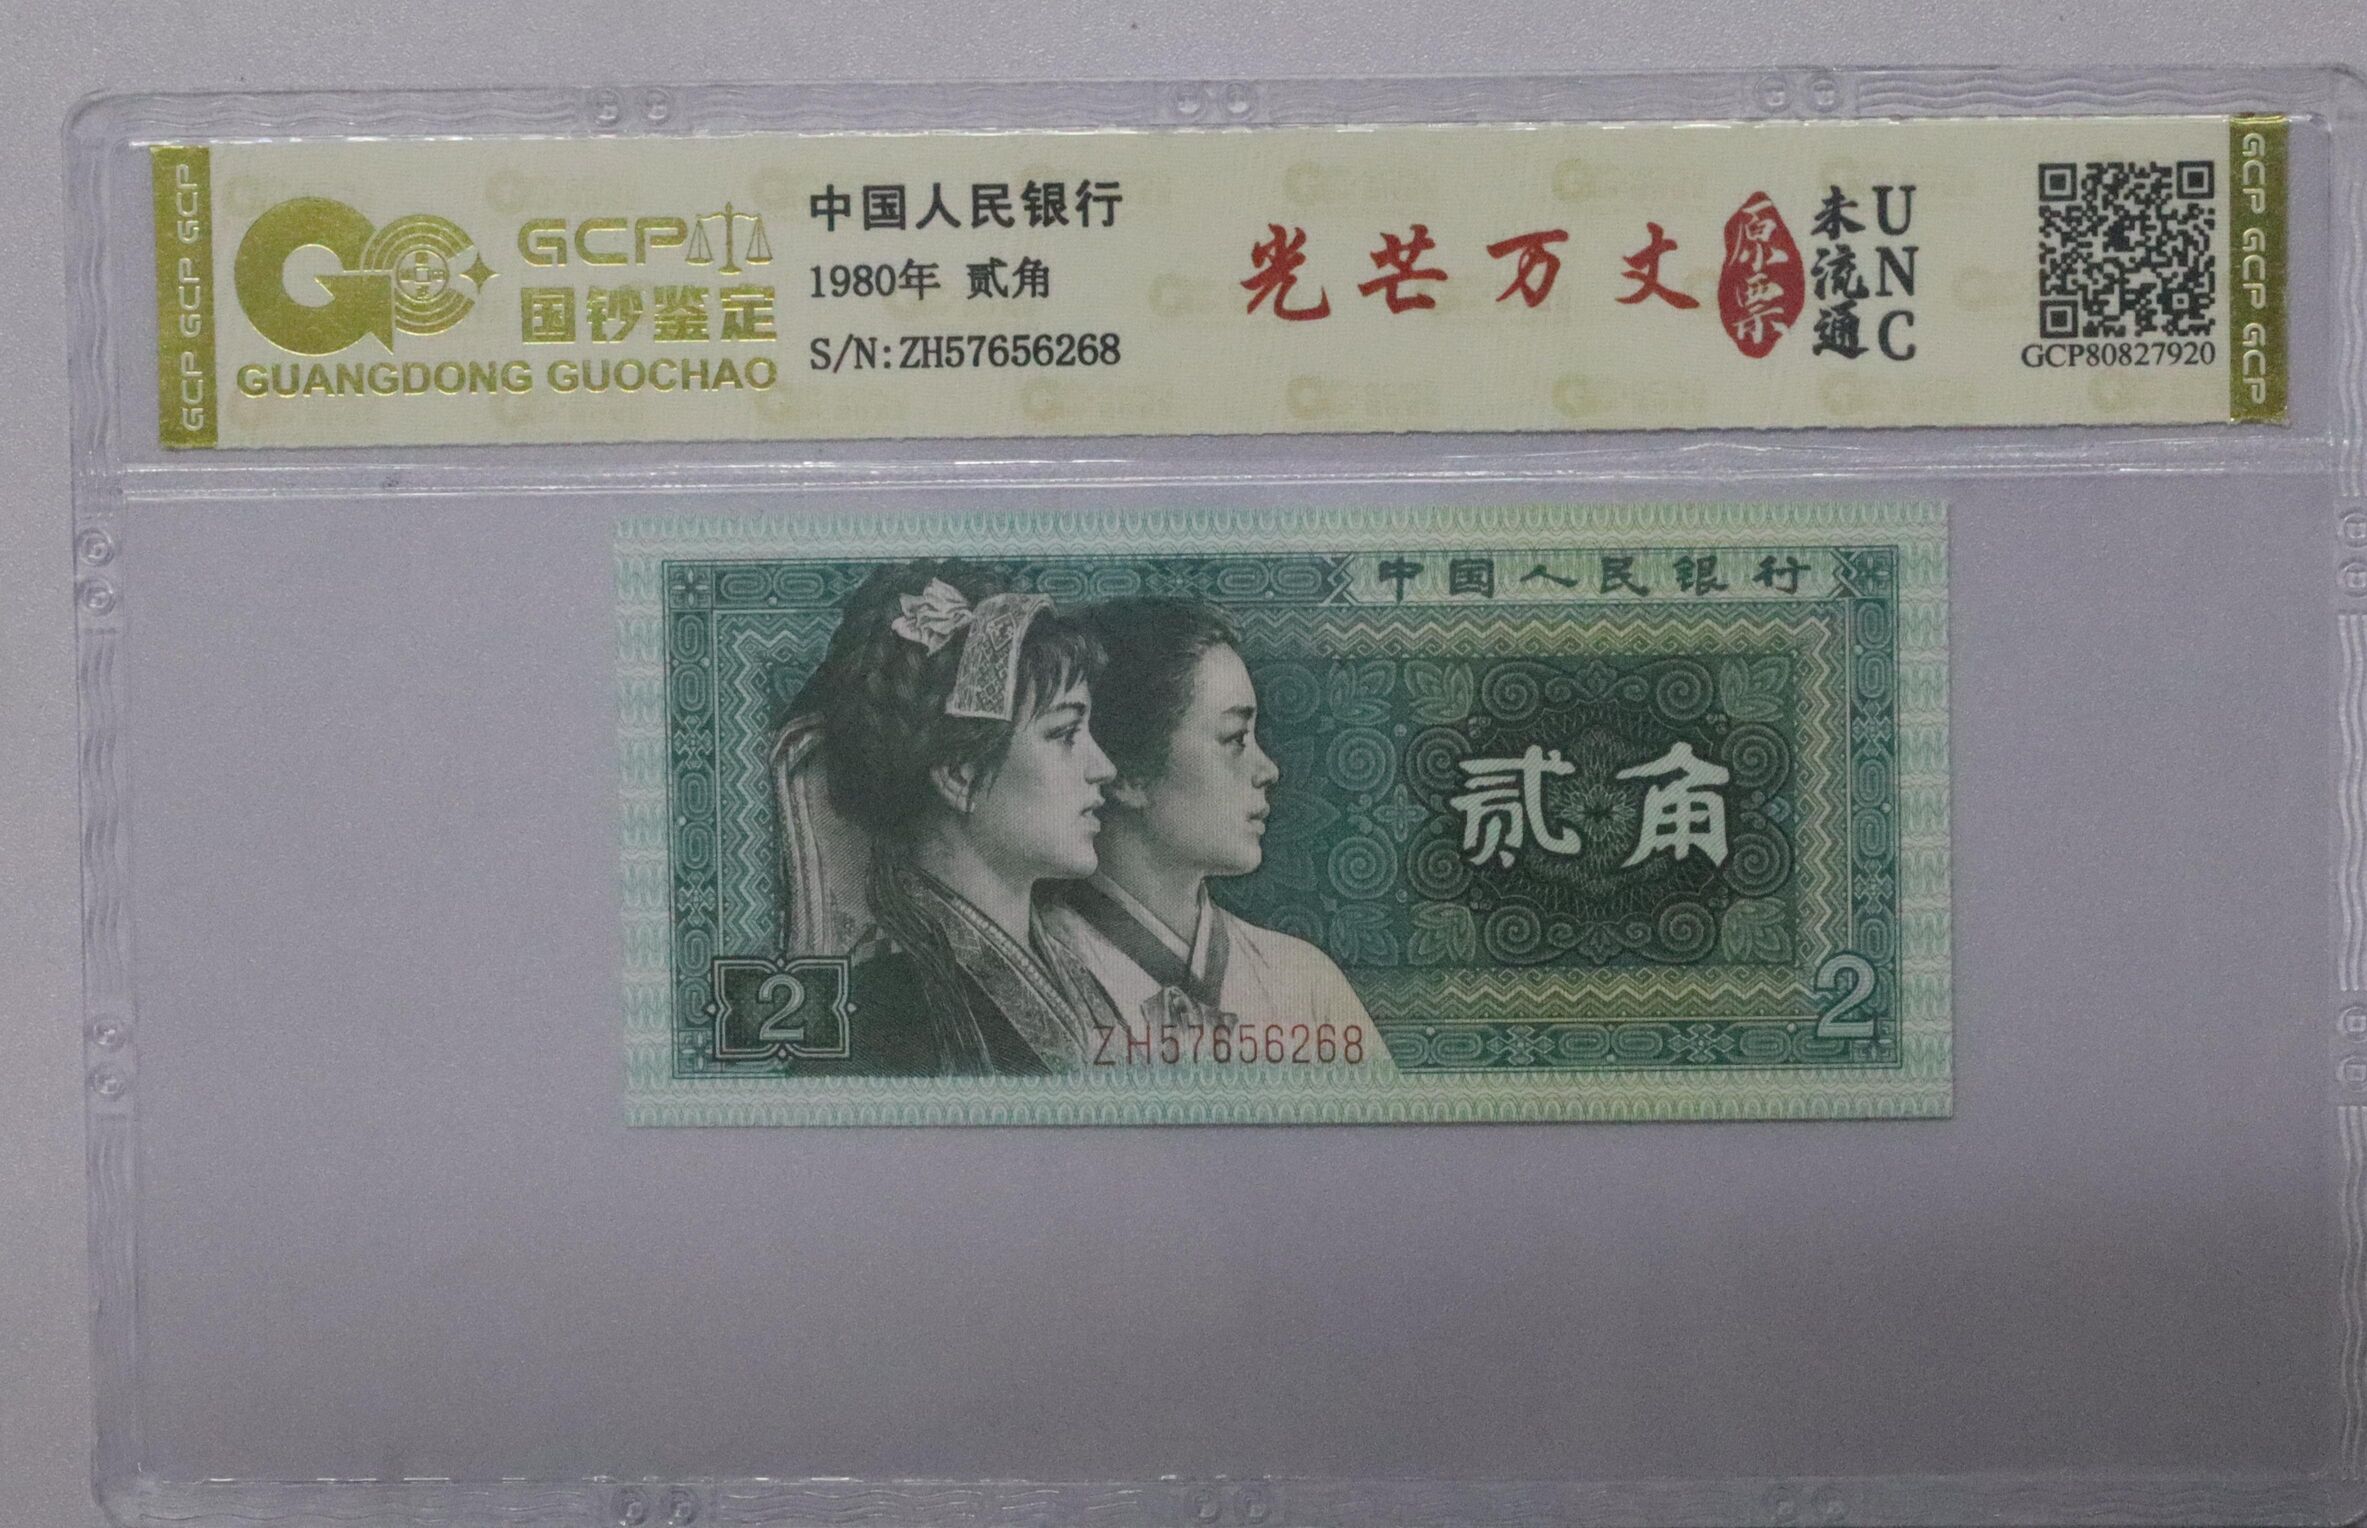 GCP GCP GCP
GCP
国钞鉴定
GUANGDONG GUOCHAO
中国人民银行
1980年 贰角
S/N:ZH57656268
光芒万丈
原票
未流通
UNC
GCP80827920
GCP GCP GCP
中国人民银行
贰角
2
2
ZH57656268